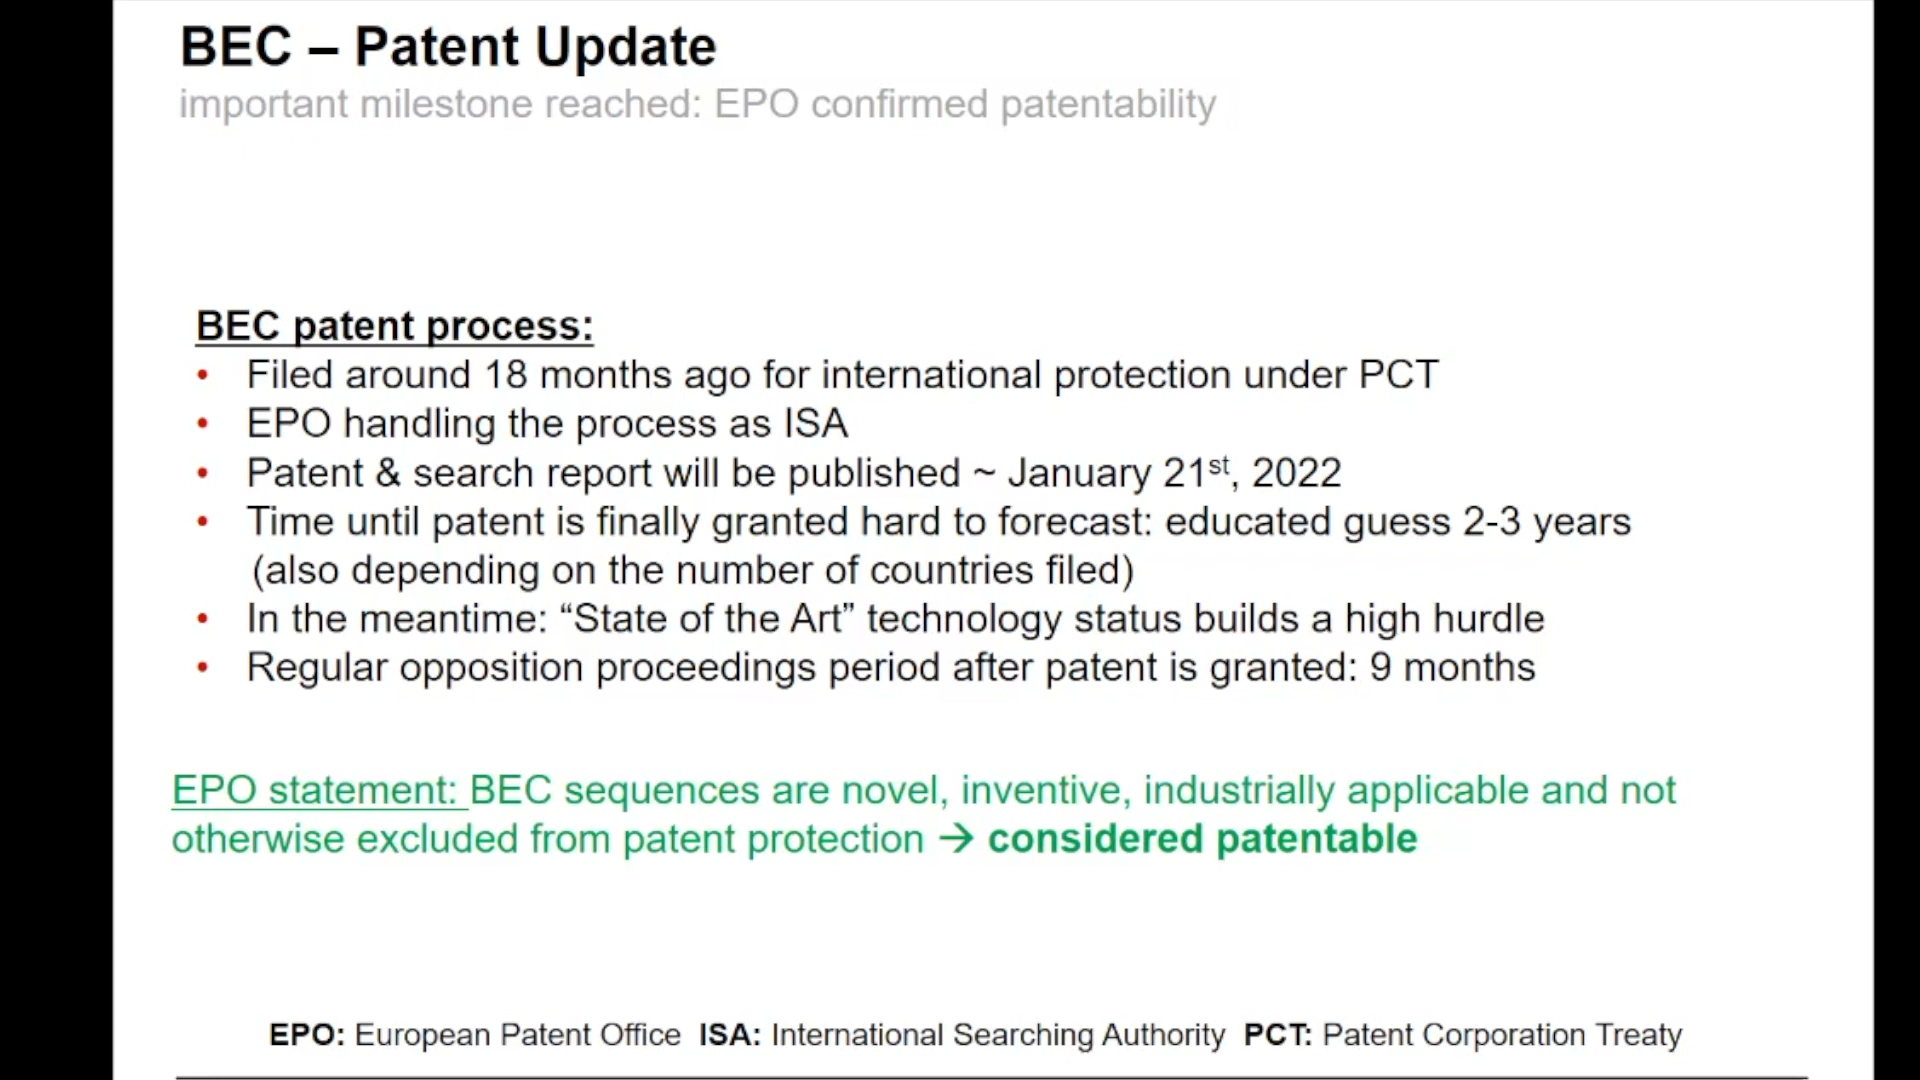 BEC – Patent Update
important milestone reached: EPO confirmed patentability
BEC patent process:
• Filed around 18 months ago for international protection under PCT
• EPO handling the process as ISA
• Patent & search report will be published ~ January 21st, 2022
• Time until patent is finally granted hard to forecast: educated guess 2-3 years
(also depending on the number of countries filed)
• In the meantime: “State of the Art” technology status builds a high hurdle
• Regular opposition proceedings period after patent is granted: 9 months
EPO statement: BEC sequences are novel, inventive, industrially applicable and not
otherwise excluded from patent protection → considered patentable
EPO: European Patent Office ISA: International Searching Authority PCT: Patent Corporation Treaty